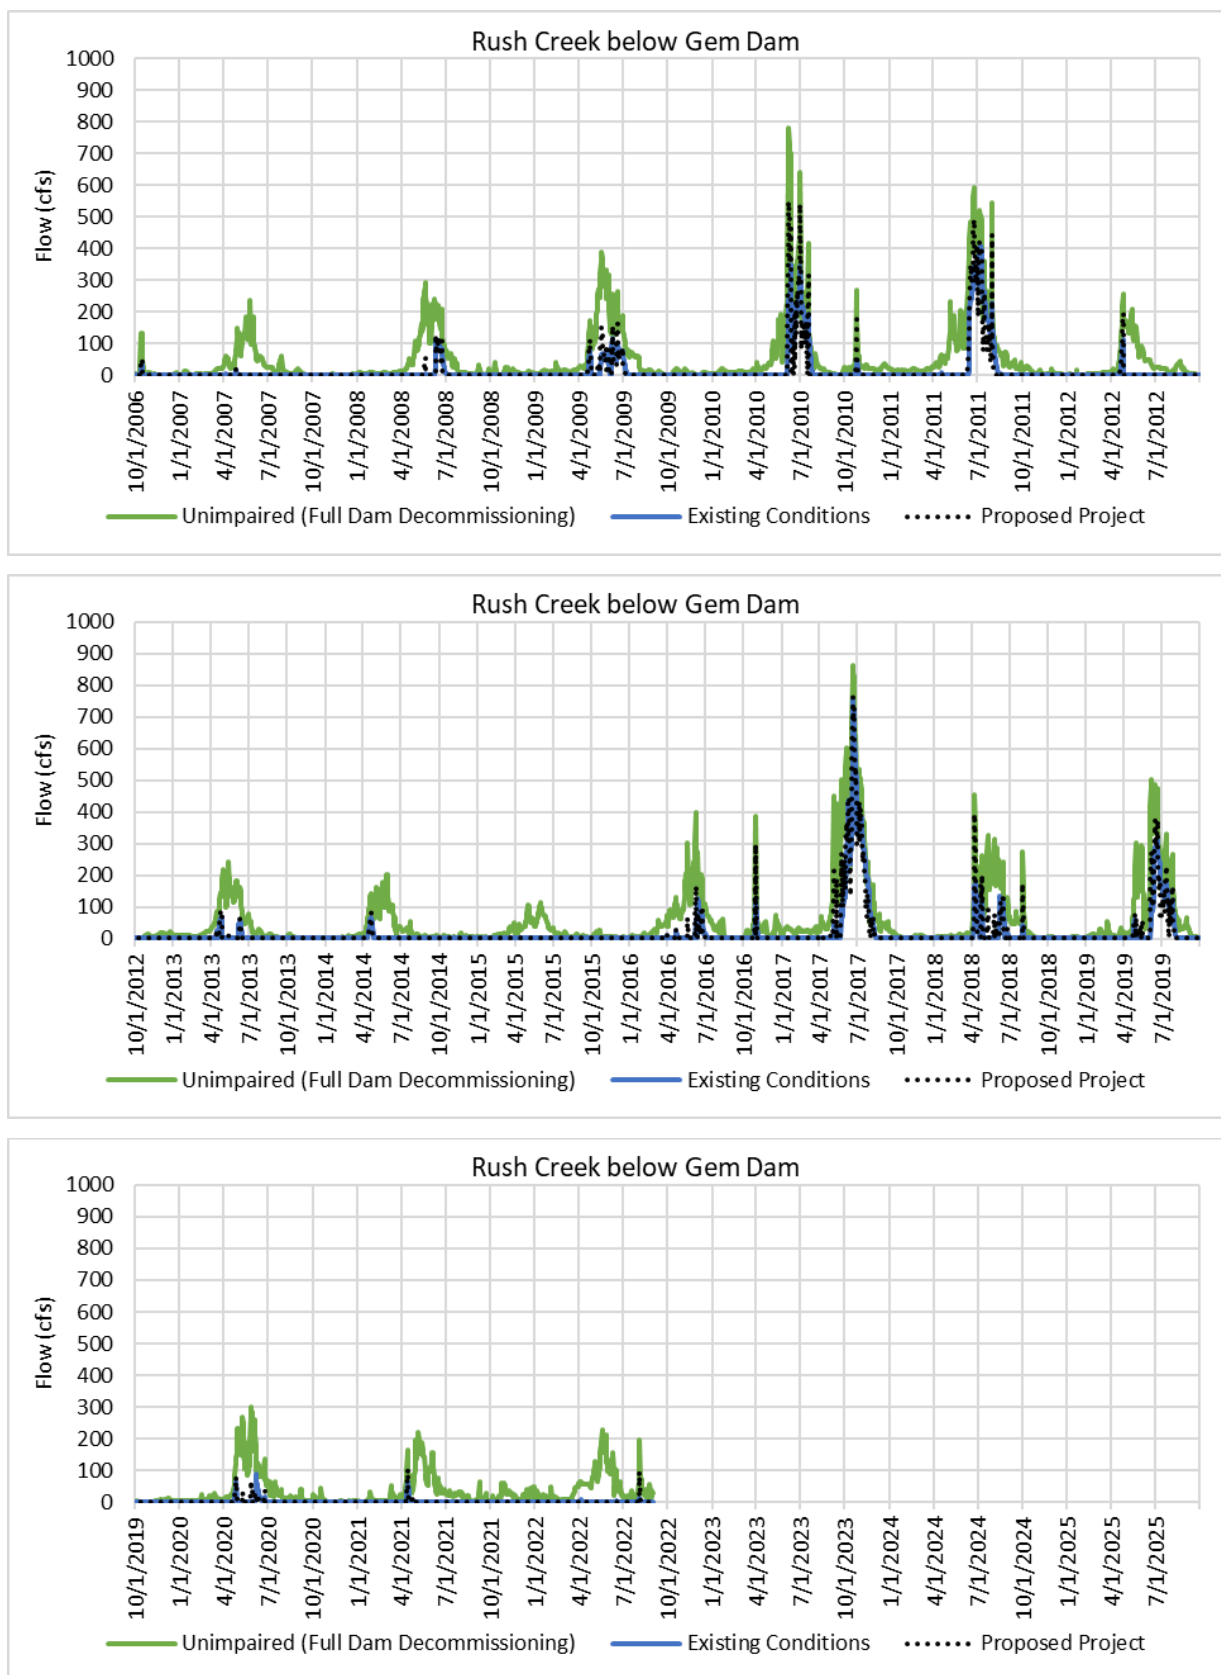 Rush Creek below Gem Dam
1000
900
800
700
600
500
400
300
200
100
0
Flow (cfs)
10/1/2006 1/1/2007 4/1/2007 7/1/2007 10/1/2007 1/1/2008 4/1/2008 7/1/2008 10/1/2008 1/1/2009 4/1/2009 7/1/2009 10/1/2009 1/1/2010 4/1/2010 7/1/2010 10/1/2010 1/1/2011 4/1/2011 7/1/2011 10/1/2011 1/1/2012 4/1/2012 7/1/2012
Unimpaired (Full Dam Decommissioning) Existing Conditions Proposed Project
Rush Creek below Gem Dam
1000
900
800
700
600
500
400
300
200
100
0
Flow (cfs)
10/1/2012 1/1/2013 4/1/2013 7/1/2013 10/1/2013 1/1/2014 4/1/2014 7/1/2014 10/1/2014 1/1/2015 4/1/2015 7/1/2015 10/1/2015 1/1/2016 4/1/2016 7/1/2016 10/1/2016 1/1/2017 4/1/2017 7/1/2017 10/1/2017 1/1/2018 4/1/2018 7/1/2018 10/1/2018 1/1/2019 4/1/2019 7/1/2019
Unimpaired (Full Dam Decommissioning) Existing Conditions Proposed Project
Rush Creek below Gem Dam
1000
900
800
700
600
500
400
300
200
100
0
Flow (cfs)
10/1/2019 1/1/2020 4/1/2020 7/1/2020 10/1/2020 1/1/2021 4/1/2021 7/1/2021 10/1/2021 1/1/2022 4/1/2022 7/1/2022 10/1/2022 1/1/2023 4/1/2023 7/1/2023 10/1/2023 1/1/2024 4/1/2024 7/1/2024 10/1/2024 1/1/2025 4/1/2025 7/1/2025
Unimpaired (Full Dam Decommissioning) Existing Conditions Proposed Project